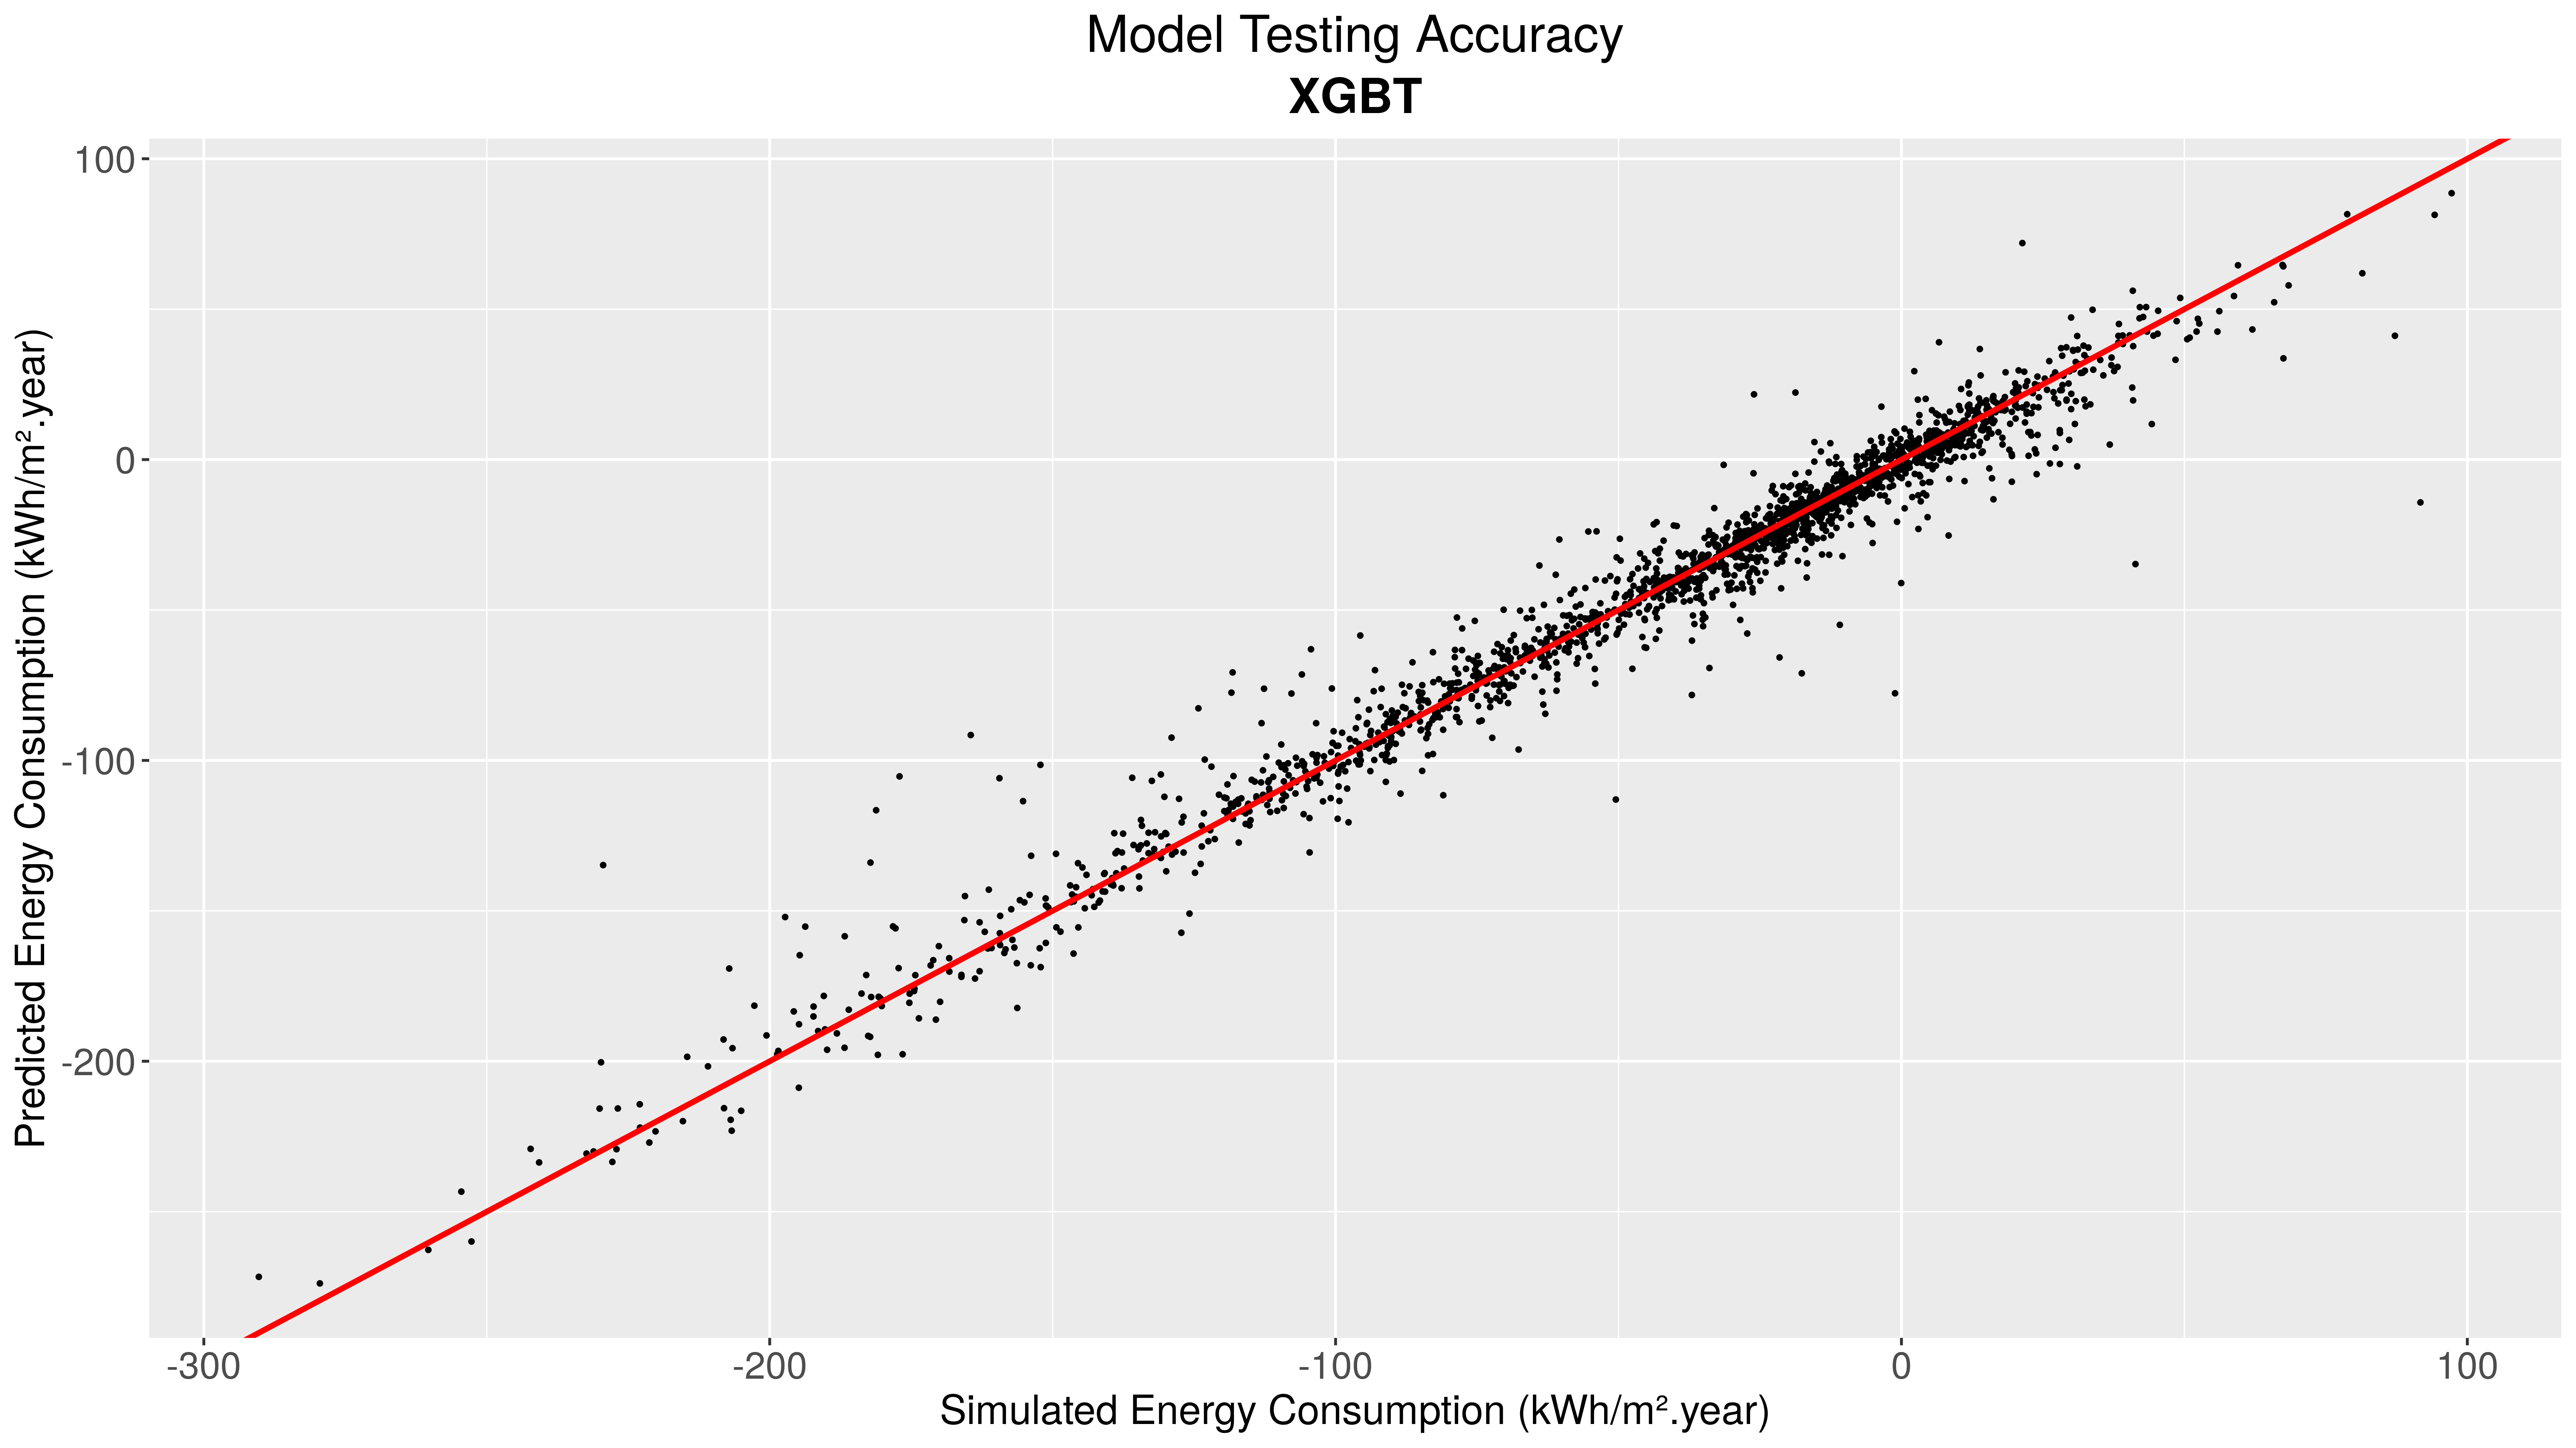 Model Testing Accuracy
XGBT
Predicted Energy Consumption (kWh/m².year)
100
0
-100
-200
-300
-200
-100
0
100
Simulated Energy Consumption (kWh/m².year)